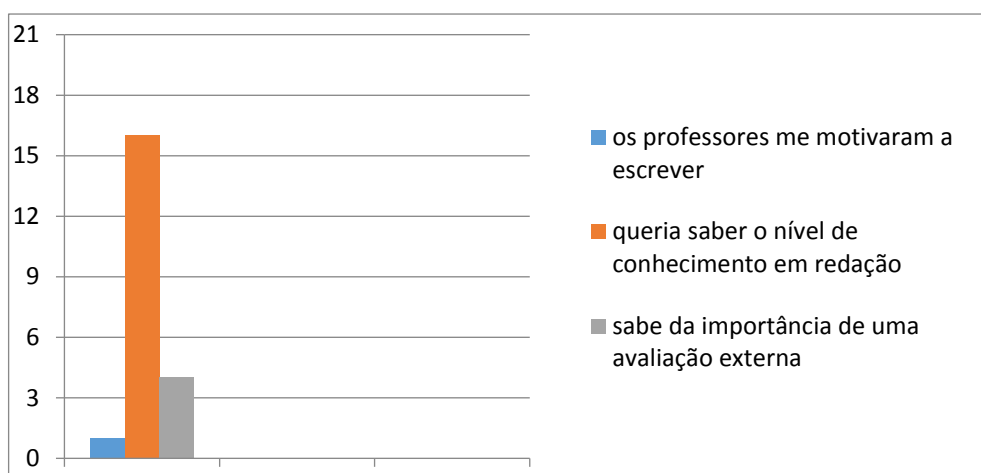 21
18
15
12
9
6
3
0
os professores me motivaram a
escrever
queria saber o nível de
conhecimento em redação
sabe da importância de uma
avaliação externa